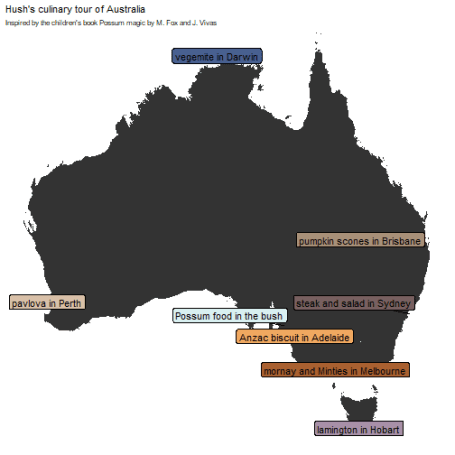 Hush's culinary tour of Australia
Inspired by the children's book Possum magic by M. Fox and J. Vivas
vegemite in Darwin
pumpkin scones in Brisbane
pavlova in Perth
steak and salad in Sydney
Possum food in the bush
Anzac biscuit in Adelaide
mornay and Minties in Melbourne
lamington in Hobart